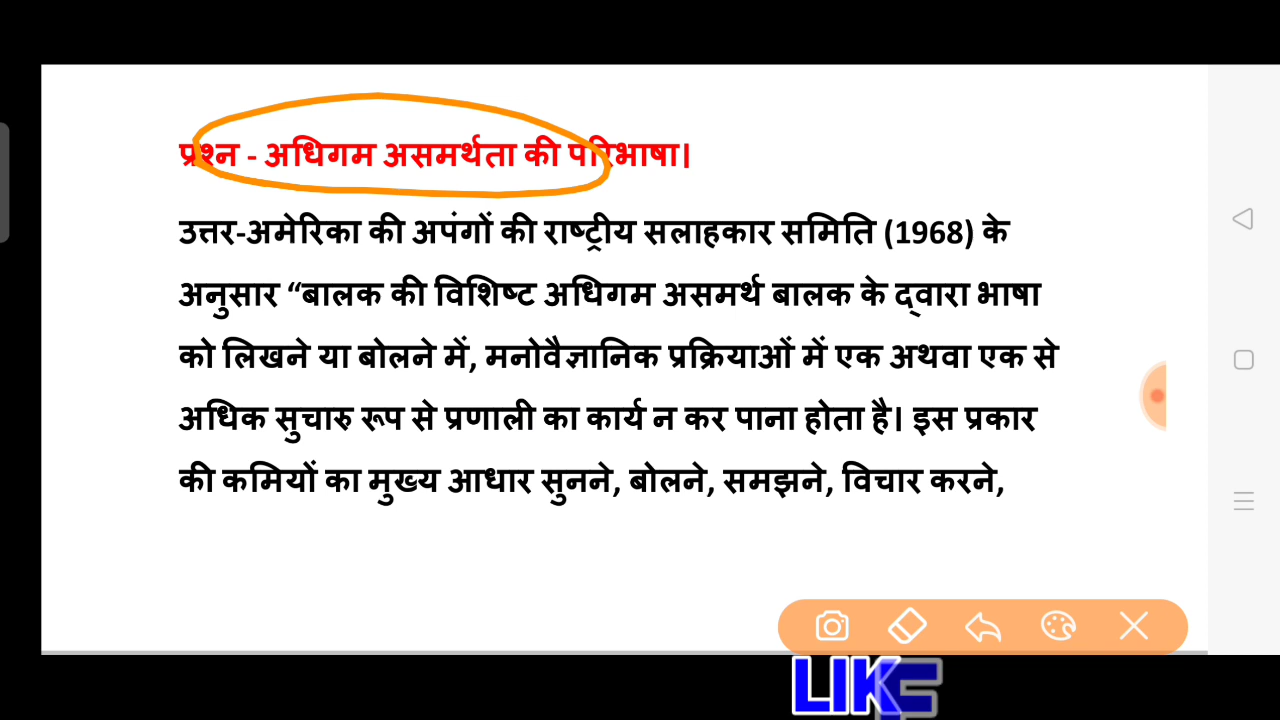 प्रश्न - अधिगम असमर्थता की परिभाषा।
उत्तर-अमेरिका की अपंगों की राष्ट्रीय सलाहकार समिति (1968) के
अनुसार “बालक की विशिष्ट अधिगम असमर्थ बालक के द्वारा भाषा
को लिखने या बोलने में, मनोवैज्ञानिक प्रक्रियाओं में एक अथवा एक से
अधिक सुचारु रूप से प्रणाली का कार्य न कर पाना होता है। इस प्रकार
की कमियों का मुख्य आधार सुनने, बोलने, समझने, विचार करने,
LIKE